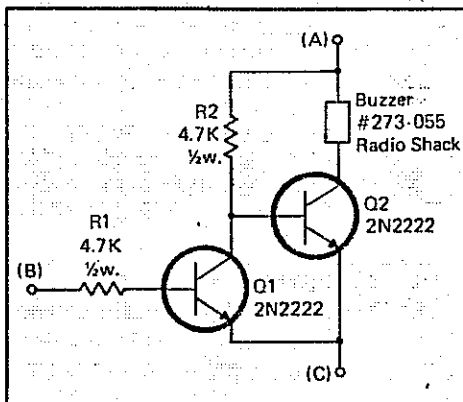 (A)
Buzzer
#273-055
Radio Shack
R2
4.7K
½w.
Q2
2N2222
R1
4.7K
½w.
(B)
Q1
2N2222
(C)